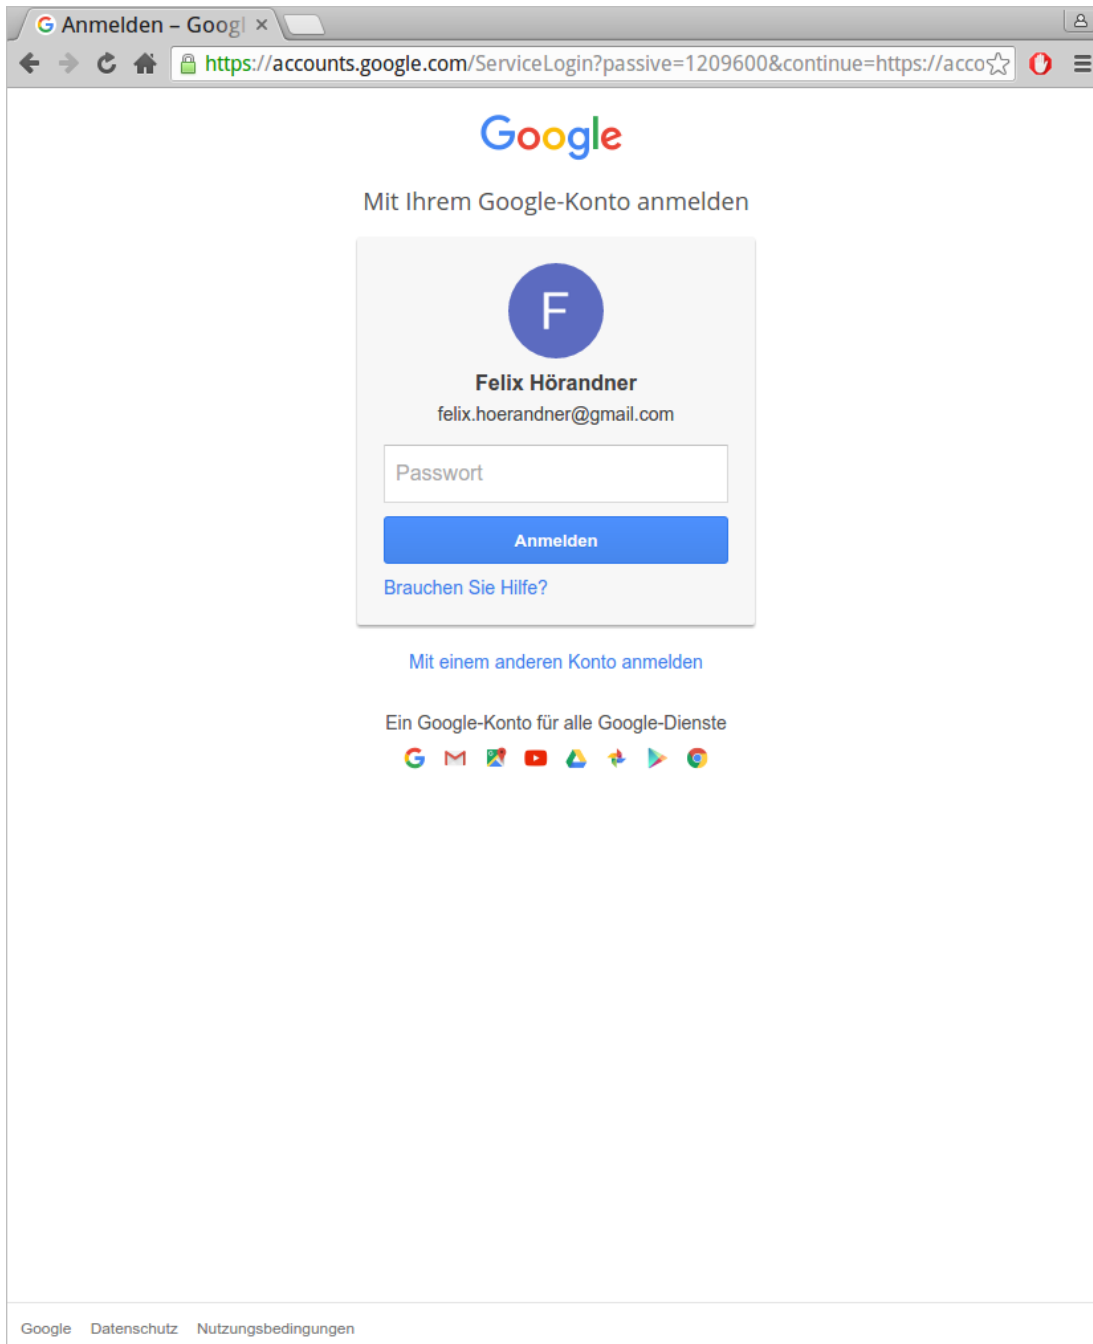 Anmelden – Googl
https://accounts.google.com/ServiceLogin?passive=1209600&continue=https://acco
Google
Mit Ihrem Google-Konto anmelden
F
Felix Hörandner
felix.hoerandner@gmail.com
Passwort
Anmelden
Brauchen Sie Hilfe?
Mit einem anderen Konto anmelden
Ein Google-Konto für alle Google-Dienste
Google Datenschutz Nutzungsbedingungen